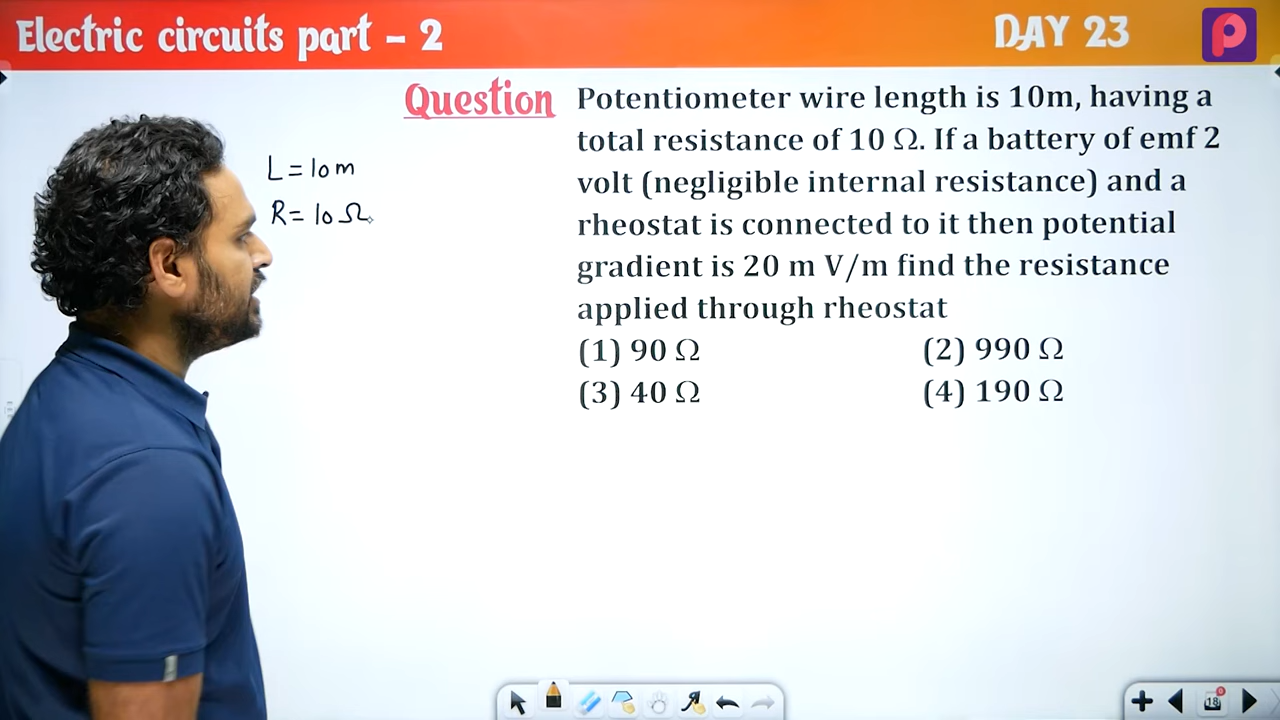 Electric circuits part - 2
DAY 23
Question
Potentiometer wire length is 10m, having a
total resistance of 10 Ω. If a battery of emf 2
volt (negligible internal resistance) and a
rheostat is connected to it then potential
gradient is 20 m V/m find the resistance
applied through rheostat
(1) 90 Ω (2) 990 Ω
(3) 40 Ω (4) 190 Ω
L = 10 m
R = 10 Ω
18